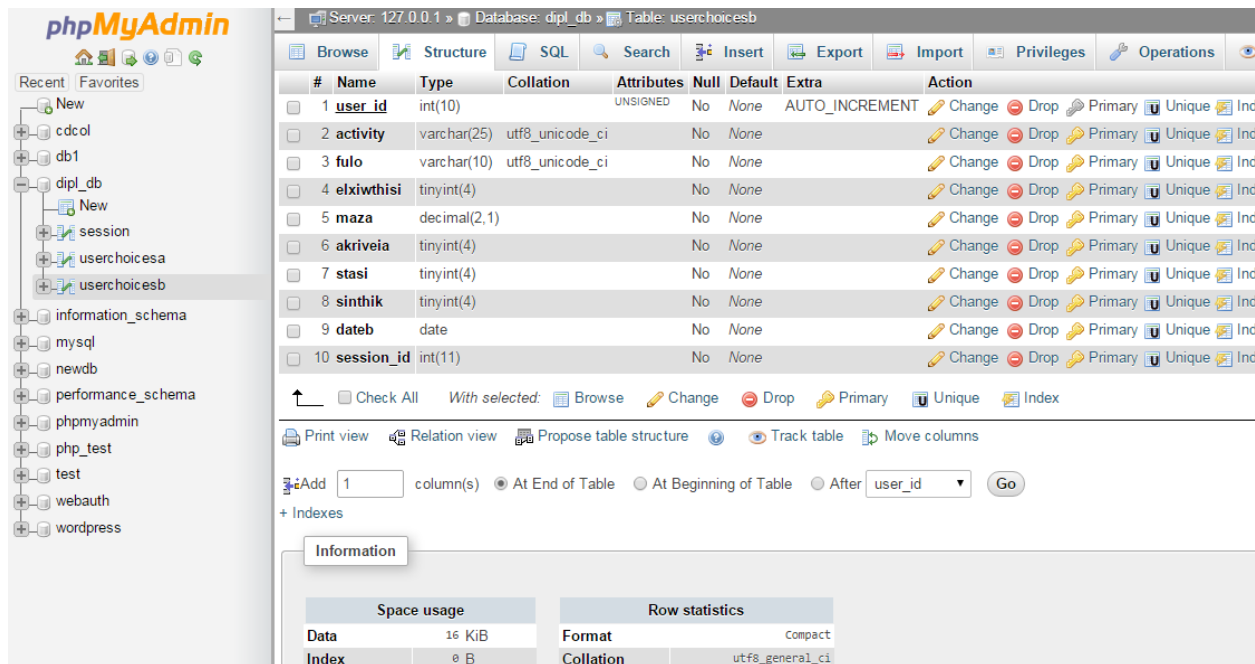 phpMyAdmin
Recent Favorites
New
cdcol
db1
dipl_db
New
session
userchoicesa
userchoicesb
information_schema
mysql
newdb
performance_schema
phpmyadmin
php_test
test
webauth
wordpress
← Server: 127.0.0.1 » Database: dipl_db » Table: userchoicesb
Browse Structure SQL Search Insert Export Import Privileges Operations
# Name Type Collation Attributes Null Default Extra Action
1 user_id int(10) UNSIGNED No None AUTO_INCREMENT Change Drop Primary Unique Ind
2 activity varchar(25) utf8_unicode_ci No None Change Drop Primary Unique Ind
3 fulo varchar(10) utf8_unicode_ci No None Change Drop Primary Unique Ind
4 elxiwthisi tinyint(4) No None Change Drop Primary Unique Ind
5 maza decimal(2,1) No None Change Drop Primary Unique Ind
6 akriveia tinyint(4) No None Change Drop Primary Unique Ind
7 stasi tinyint(4) No None Change Drop Primary Unique Ind
8 sinthik tinyint(4) No None Change Drop Primary Unique Ind
9 dateb date No None Change Drop Primary Unique Ind
10 session_id int(11) No None Change Drop Primary Unique Ind
Check All With selected: Browse Change Drop Primary Unique Index
Print view Relation view Propose table structure Track table Move columns
Add 1 column(s) At End of Table At Beginning of Table After user_id Go
+ Indexes
Information
Space usage
Data 16 KiB
Index 0 B
Row statistics
Format Compact
Collation utf8_general_ci